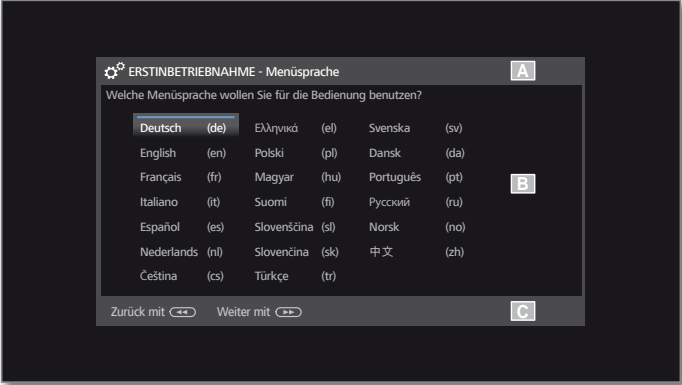 ERSTINBETRIEBNAHME - Menüsprache A
Welche Menüsprache wollen Sie für die Bedienung benutzen?
Deutsch (de) Ελληνικά (el) Svenska (sv)
English (en) Polski (pl) Dansk (da)
Français (fr) Magyar (hu) Português (pt) B
Italiano (it) Suomi (fi) Русский (ru)
Español (es) Slovenščina (sl) Norsk (no)
Nederlands (nl) Slovenčina (sk) 中文 (zh)
Čeština (cs) Türkçe (tr)
Zurück mit Weiter mit C